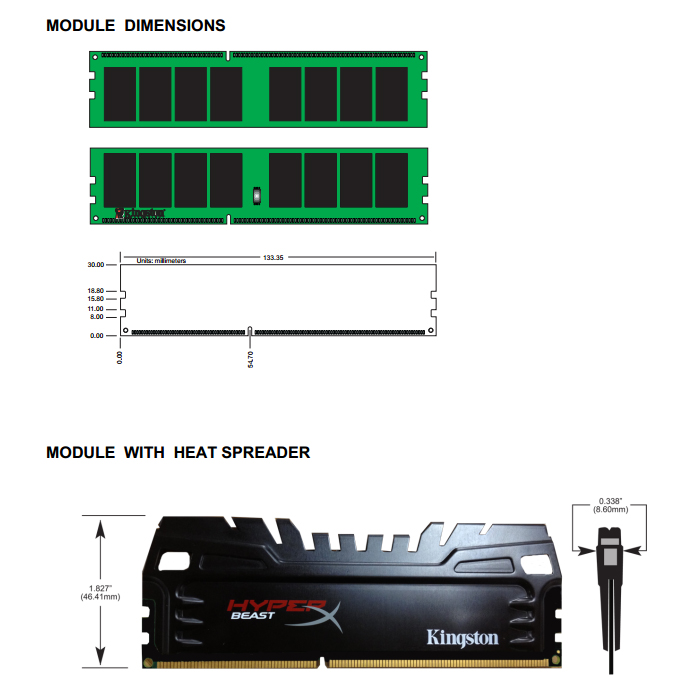 MODULE DIMENSIONS
Kingston
133.35
Units: millimeters
30.00
18.80
15.80
11.00
8.00
0.00
0.00
54.70
MODULE WITH HEAT SPREADER
0.338"
(8.60mm)
1.827"
(46.41mm)
HYPERX
BEAST
Kingston